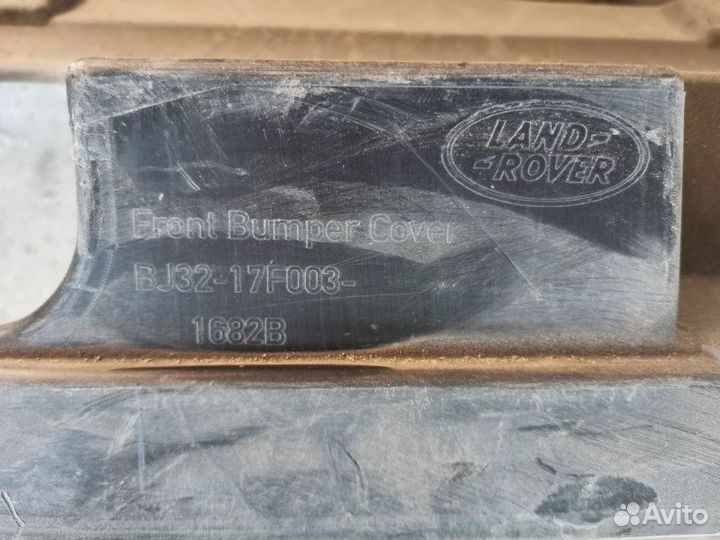 LAND-
-ROVER
Front Bumper Cover
BJ32-17F003-
1682B
Avito